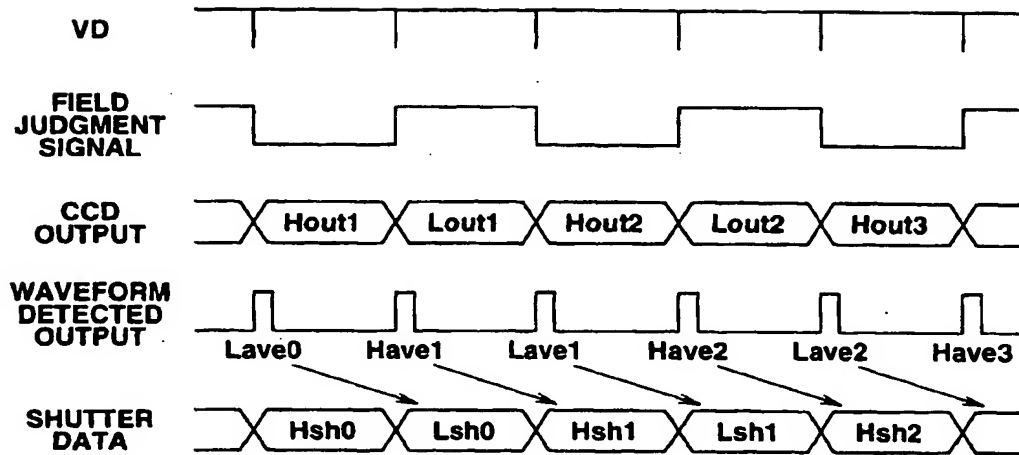 VD
FIELD
JUDGMENT
SIGNAL
CCD
OUTPUT
Hout1 Lout1 Hout2 Lout2 Hout3
WAVEFORM
DETECTED
OUTPUT
Lave0 Have1 Lave1 Have2 Lave2 Have3
SHUTTER
DATA
Hsh0 Lsh0 Hsh1 Lsh1 Hsh2